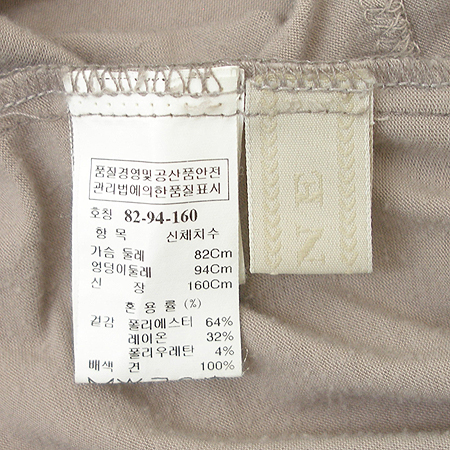 품질경영및공산품안전
관리법에의한품질표시
호칭 82-94-160
항 목 신체치수
가슴 둘레 82Cm
엉덩이둘레 94Cm
신 장 160Cm
혼 용 률 (%)
겉감 폴리에스터 64%
레이온 32%
폴리우레탄 4%
배색 견 100%